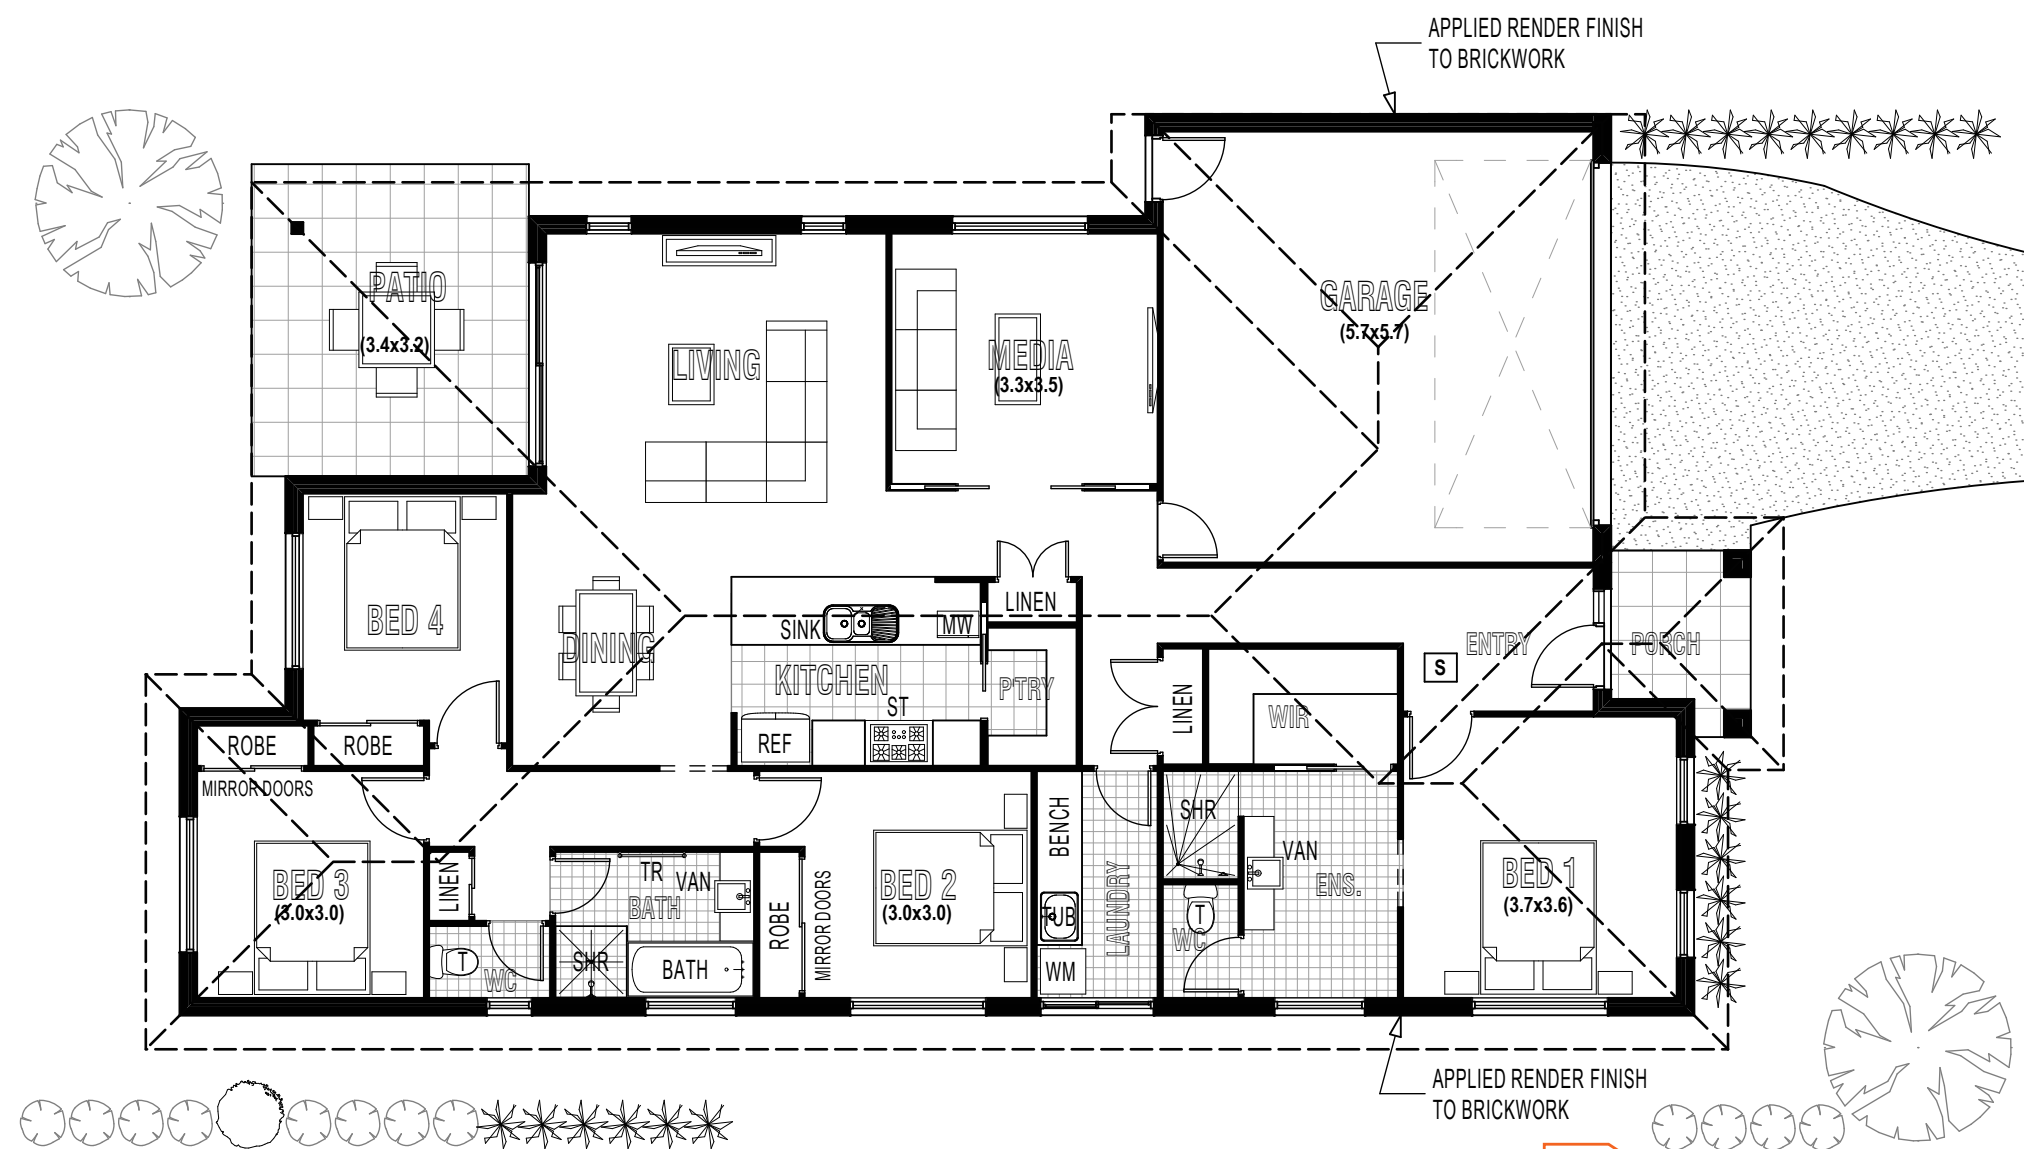 APPLIED RENDER FINISH
TO BRICKWORK
PATIO
(3.4x3.2)
LIVING
MEDIA
(3.3x3.5)
GARAGE
(5.7x5.7)
BED 4
DINING
SINK
MW
LINEN
KITCHEN
PTRY
ST
REF
LINEN
WIR
ENTRY
S
PORCH
ROBE
ROBE
MIRROR DOORS
BED 3
(3.0x3.0)
LINEN
T
WC
TR
VAN
BATH
SHR
BATH
ROBE
MIRROR DOORS
BED 2
(3.0x3.0)
BENCH
TUB
WM
LAUNDRY
SHR
VAN
ENS.
T
WC
BED 1
(3.7x3.6)
APPLIED RENDER FINISH
TO BRICKWORK